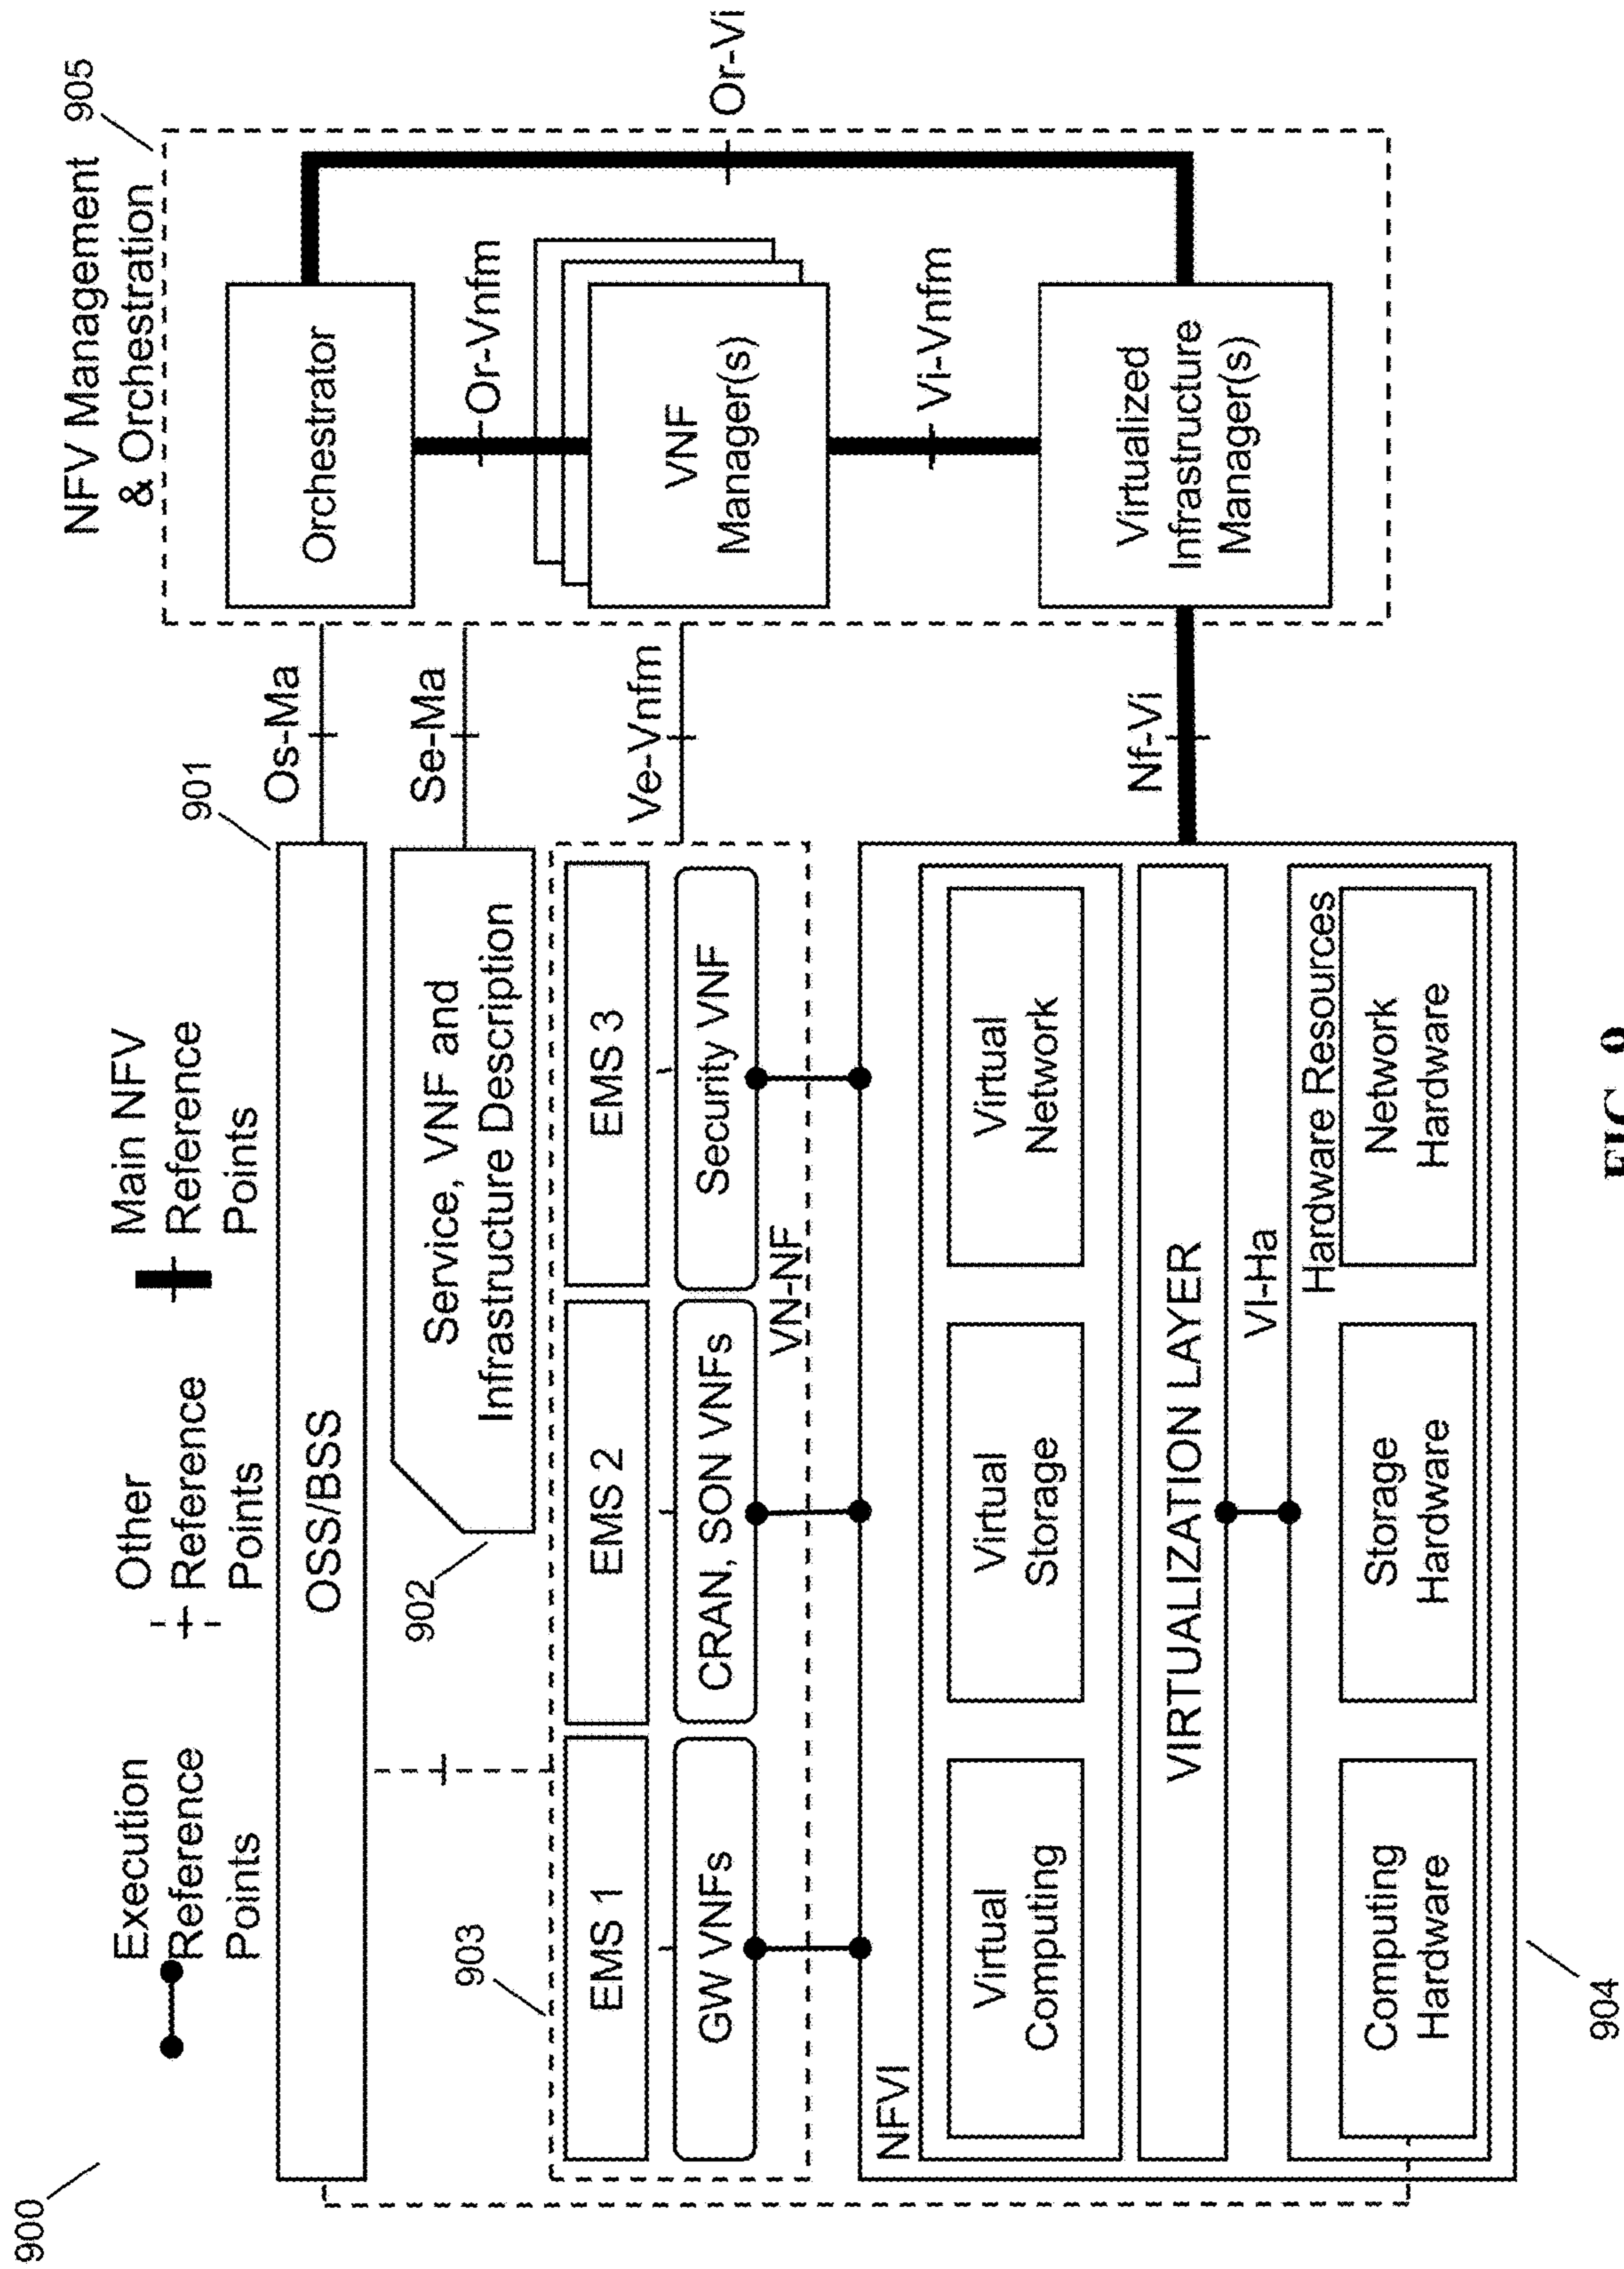 900
Execution
Reference
Points
Other
Reference
Points
Main NFV
Reference
Points
NFV Management
& Orchestration
905
901
OSS/BSS
Os-Ma
Orchestrator
902
Service, VNF and
Infrastructure Description
Se-Ma
Or-Vnfm
903
EMS 1
EMS 2
EMS 3
GW VNFs
CRAN, SON VNFs
Security VNF
Ve-Vnfm
VNF
Manager(s)
Or-Vi
VN-NF
NFVI
Vi-Vnfm
Virtual
Computing
Virtual
Storage
Virtual
Network
VIRTUALIZATION LAYER
Nf-Vi
Virtualized
Infrastructure
Manager(s)
VI-Ha
Hardware Resources
Computing
Hardware
Storage
Hardware
Network
Hardware
904
FIG. 9